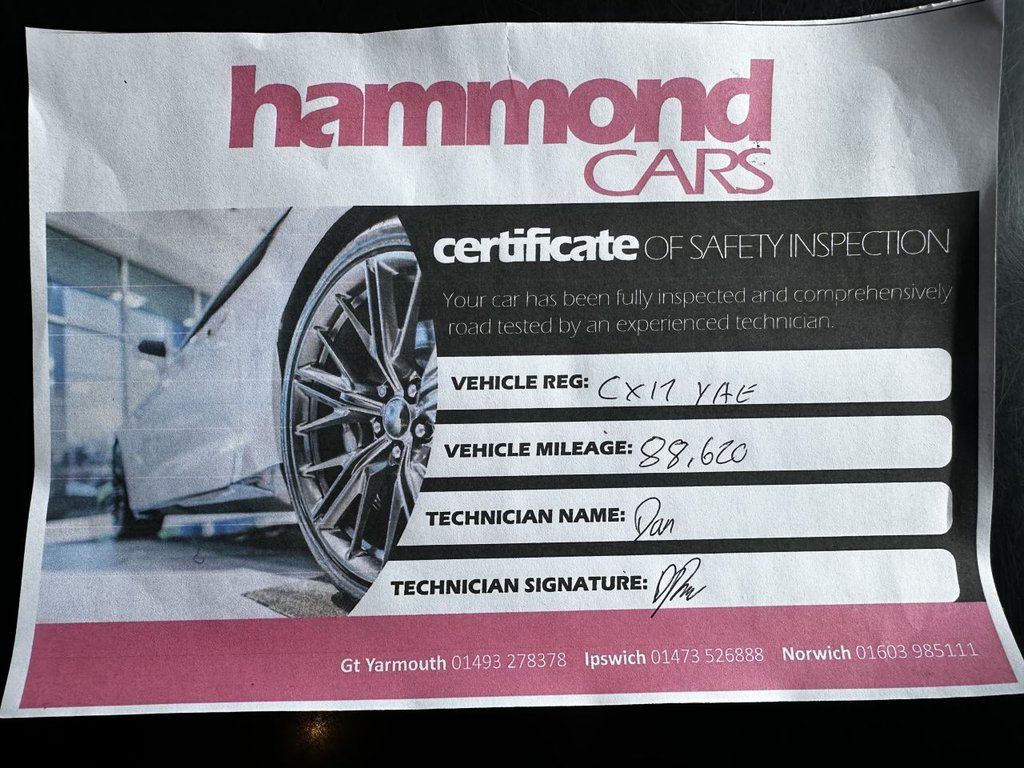 hammond
CARS
certificate OF SAFETY INSPECTION
Your car has been fully inspected and comprehensively
road tested by an experienced technician.
VEHICLE REG: CX17 YAE
VEHICLE MILEAGE: 88,620
TECHNICIAN NAME: Dan
TECHNICIAN SIGNATURE:
Gt Yarmouth 01493 278378 Ipswich 01473 526888 Norwich 01603 985111